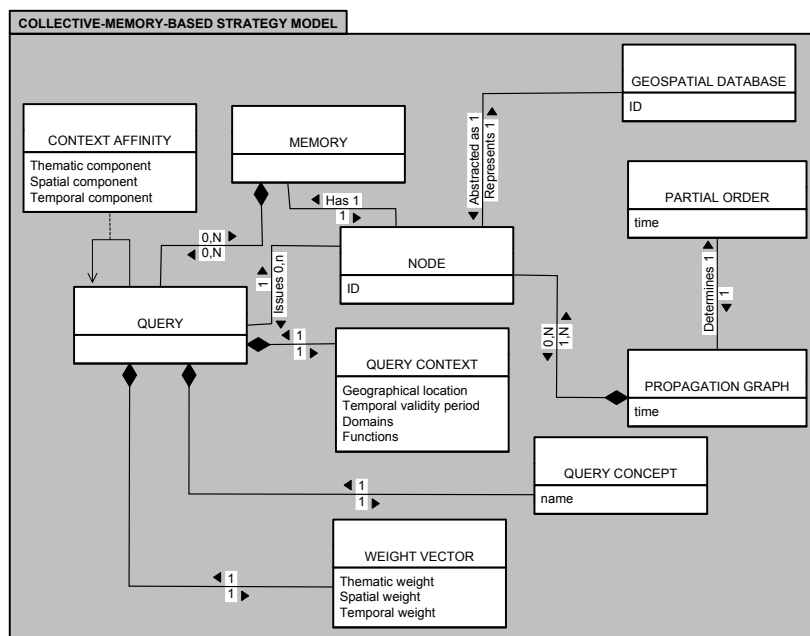 COLLECTIVE-MEMORY-BASED STRATEGY MODEL
GEOSPATIAL DATABASE
ID
CONTEXT AFFINITY
Thematic component
Spatial component
Temporal component
MEMORY
Abstracted as 1
Represents 1
PARTIAL ORDER
time
Has 1
1
0,N
0,N
NODE
ID
1
Issues 0,n
Determines 1
1
QUERY
1
1
QUERY CONTEXT
Geographical location
Temporal validity period
Domains
Functions
0,N
1,N
PROPAGATION GRAPH
time
QUERY CONCEPT
name
1
1
WEIGHT VECTOR
Thematic weight
Spatial weight
Temporal weight
1
1